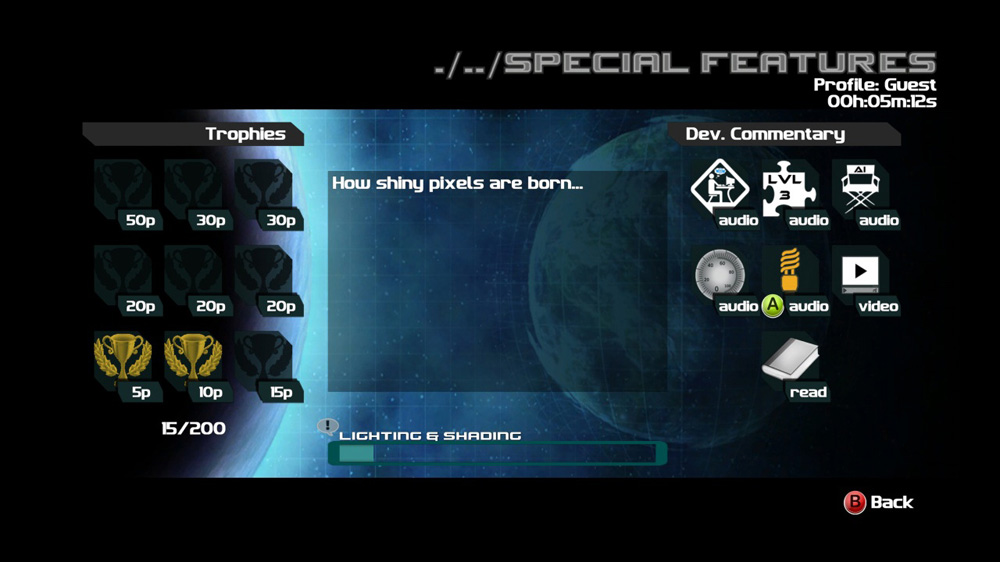 ./../SPECIAL FEATURES
Profile: Guest
00h:05m:12s
Trophies
50p
30p
30p
20p
20p
20p
5p
10p
15p
15/200
How shiny pixels are born...
LIGHTING & SHADING
Dev. Commentary
audio
LVL
3
audio
AI
audio
audio
A
audio
video
read
B Back